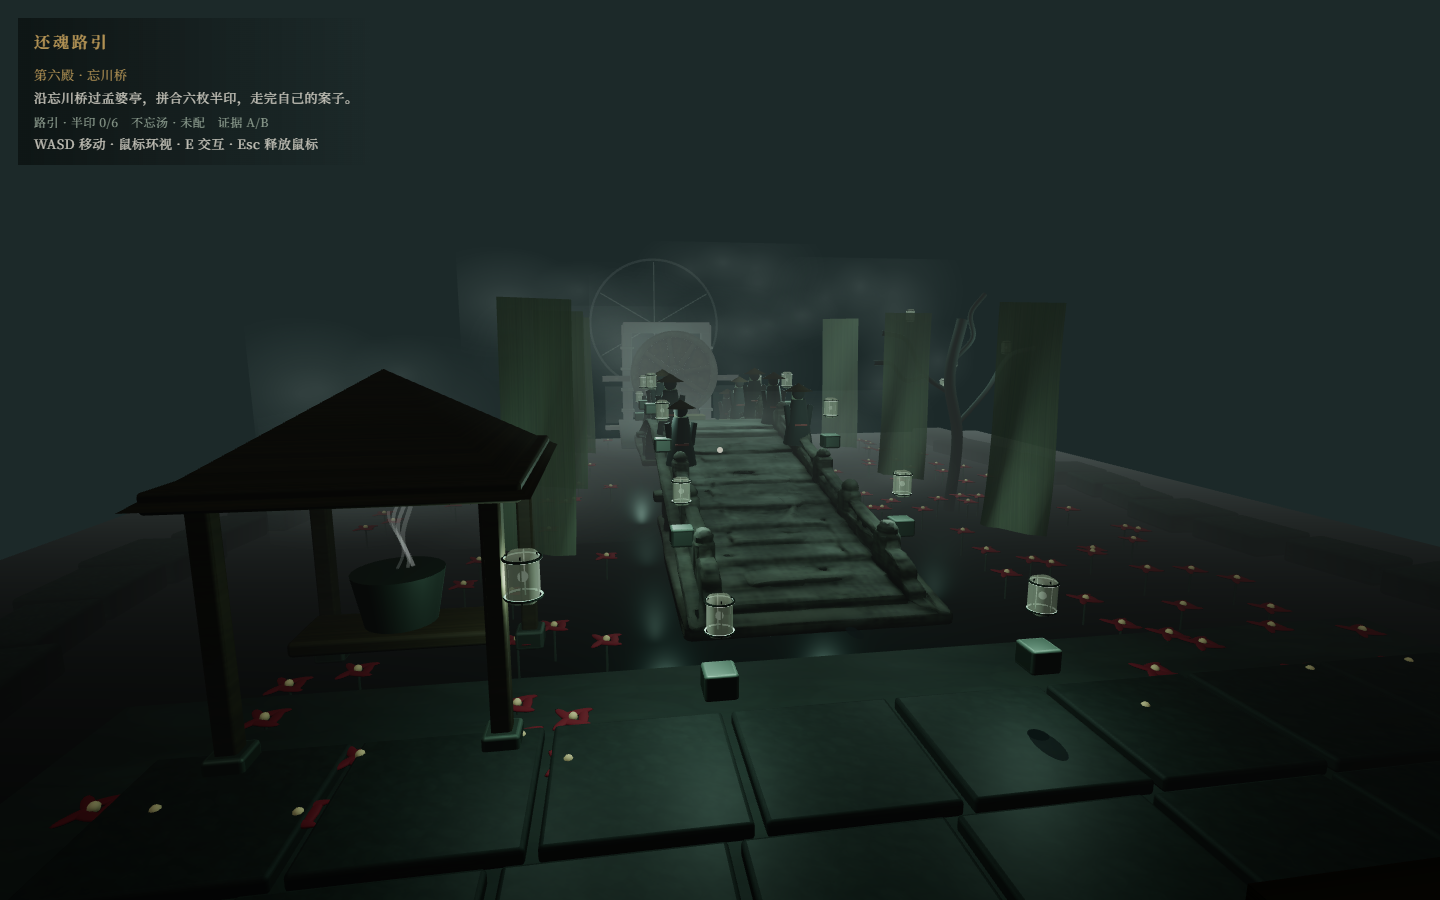 还魂路引
第六殿 · 忘川桥
沿忘川桥过孟婆亭，拼合六枚半印，走完自己的案子。
路引 · 半印 0/6 不忘汤 · 未配 证据 A/B
WASD 移动 · 鼠标环视 · E 交互 · Esc 释放鼠标